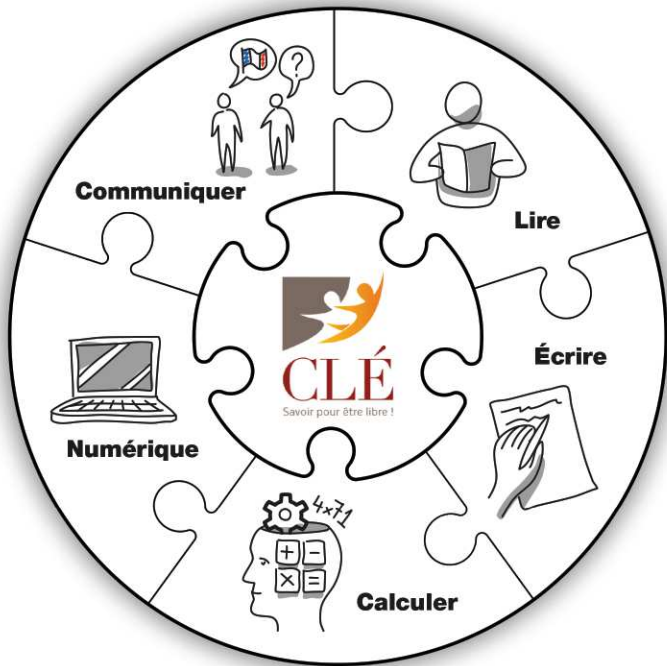 ?
Communiquer
Lire
Écrire
Numérique
CLÉ
Savoir pour être libre !
4x71
+ -
× =
Calculer